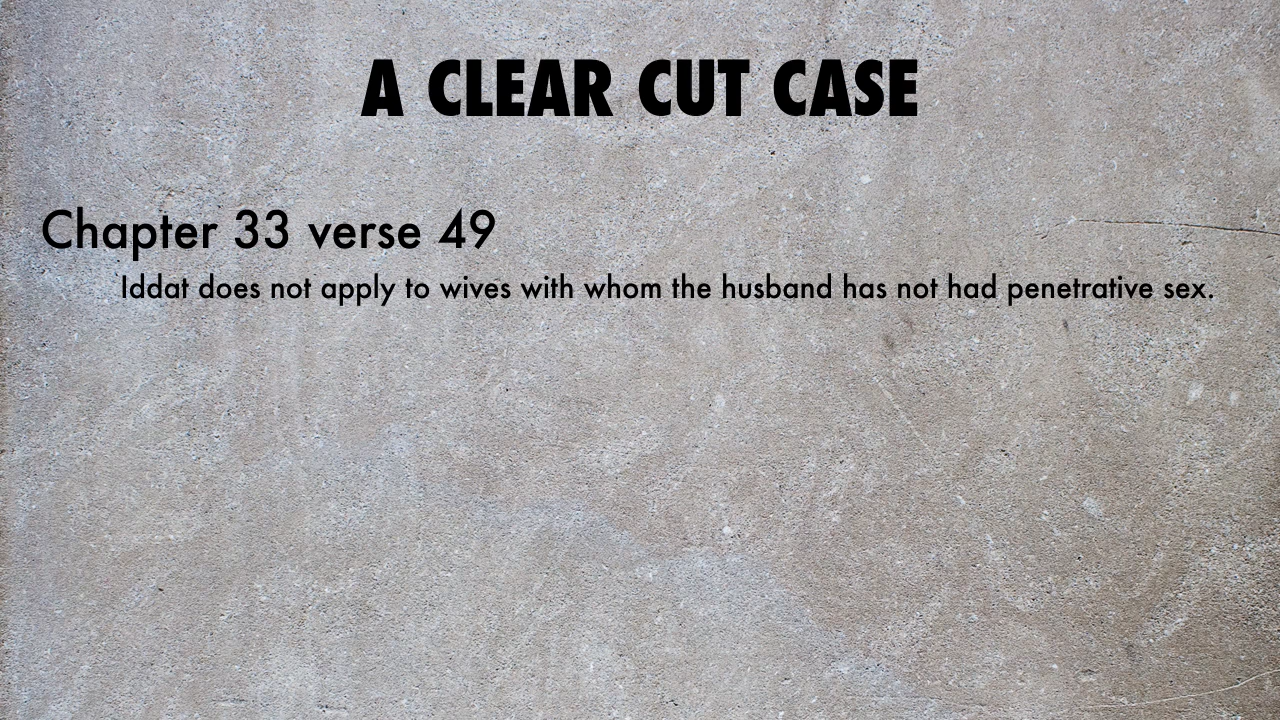 A CLEAR CUT CASE
Chapter 33 verse 49
Iddat does not apply to wives with whom the husband has not had penetrative sex.